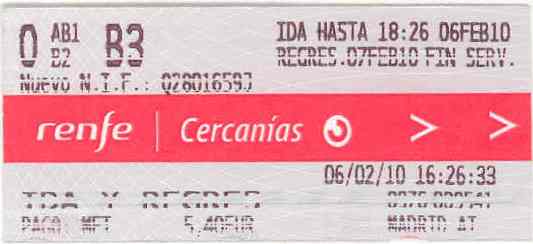 0 AB1 B2 B3 IDA HASTA 18:26 06FEB10
REGRES.07FEB10 FIN SERV.
Nuevo N.I.F.: Q2801659J
renfe Cercanías > >
06/02/10 16:26:33
IDA Y REGRES
PAGO: MET 5,40EUR MADRID AT